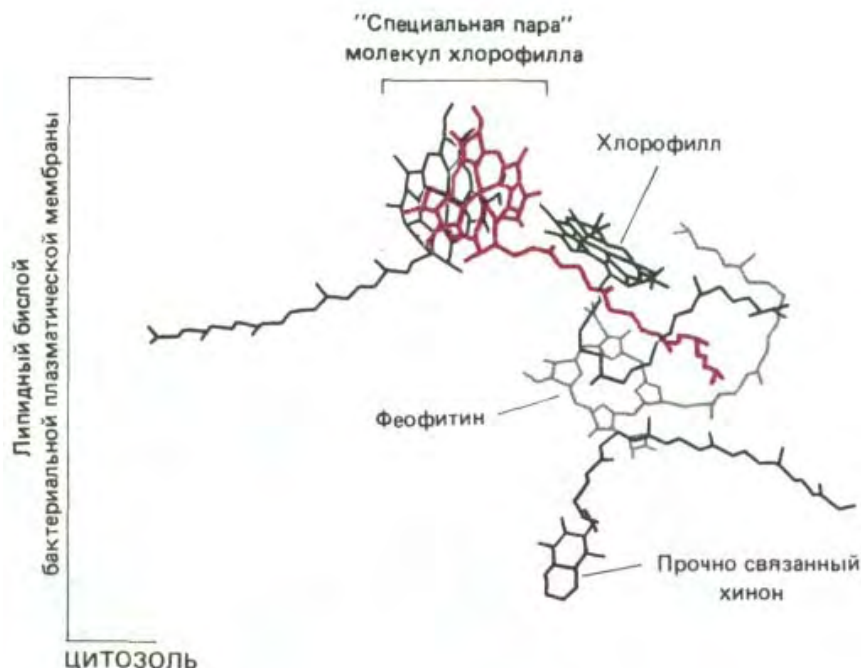 "Специальная пара"
молекул хлорофилла
Хлорофилл
Липидный бислой
бактериальной плазматической мембраны
Феофитин
Прочно связанный
хинон
ЦИТОЗОЛЬ